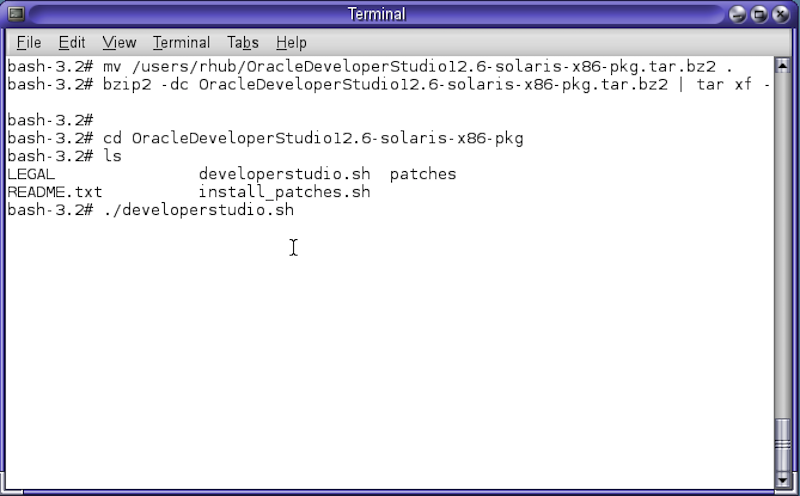 Terminal
File Edit View Terminal Tabs Help
bash-3.2# mv /users/rhub/OracleDeveloperStudio12.6-solaris-x86-pkg.tar.bz2 .
bash-3.2# bzip2 -dc OracleDeveloperStudio12.6-solaris-x86-pkg.tar.bz2 | tar xf -
bash-3.2#
bash-3.2# cd OracleDeveloperStudio12.6-solaris-x86-pkg
bash-3.2# ls
LEGAL developerstudio.sh patches
README.txt install_patches.sh
bash-3.2# ./developerstudio.sh